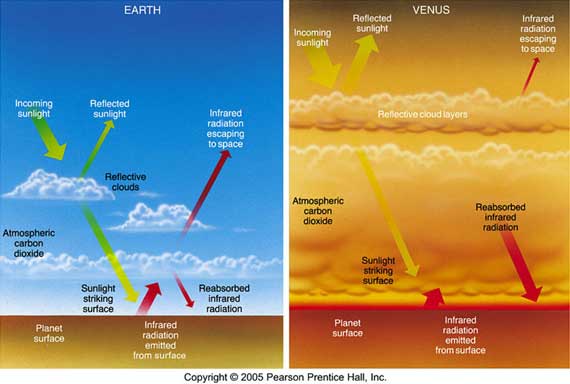 EARTH
Incoming
sunlight
Reflected
sunlight
Infrared
radiation
escaping
to space
Reflective
clouds
Atmospheric
carbon
dioxide
Sunlight
striking
surface
Reabsorbed
infrared
radiation
Planet
surface
Infrared
radiation
emitted
from surface
VENUS
Incoming
sunlight
Reflected
sunlight
Infrared
radiation
escaping to
space
Reflective cloud layers
Atmospheric
carbon
dioxide
Reabsorbed
infrared
radiation
Sunlight
striking
surface
Planet
surface
Infrared
radiation
emitted
from surface
Copyright © 2005 Pearson Prentice Hall, Inc.